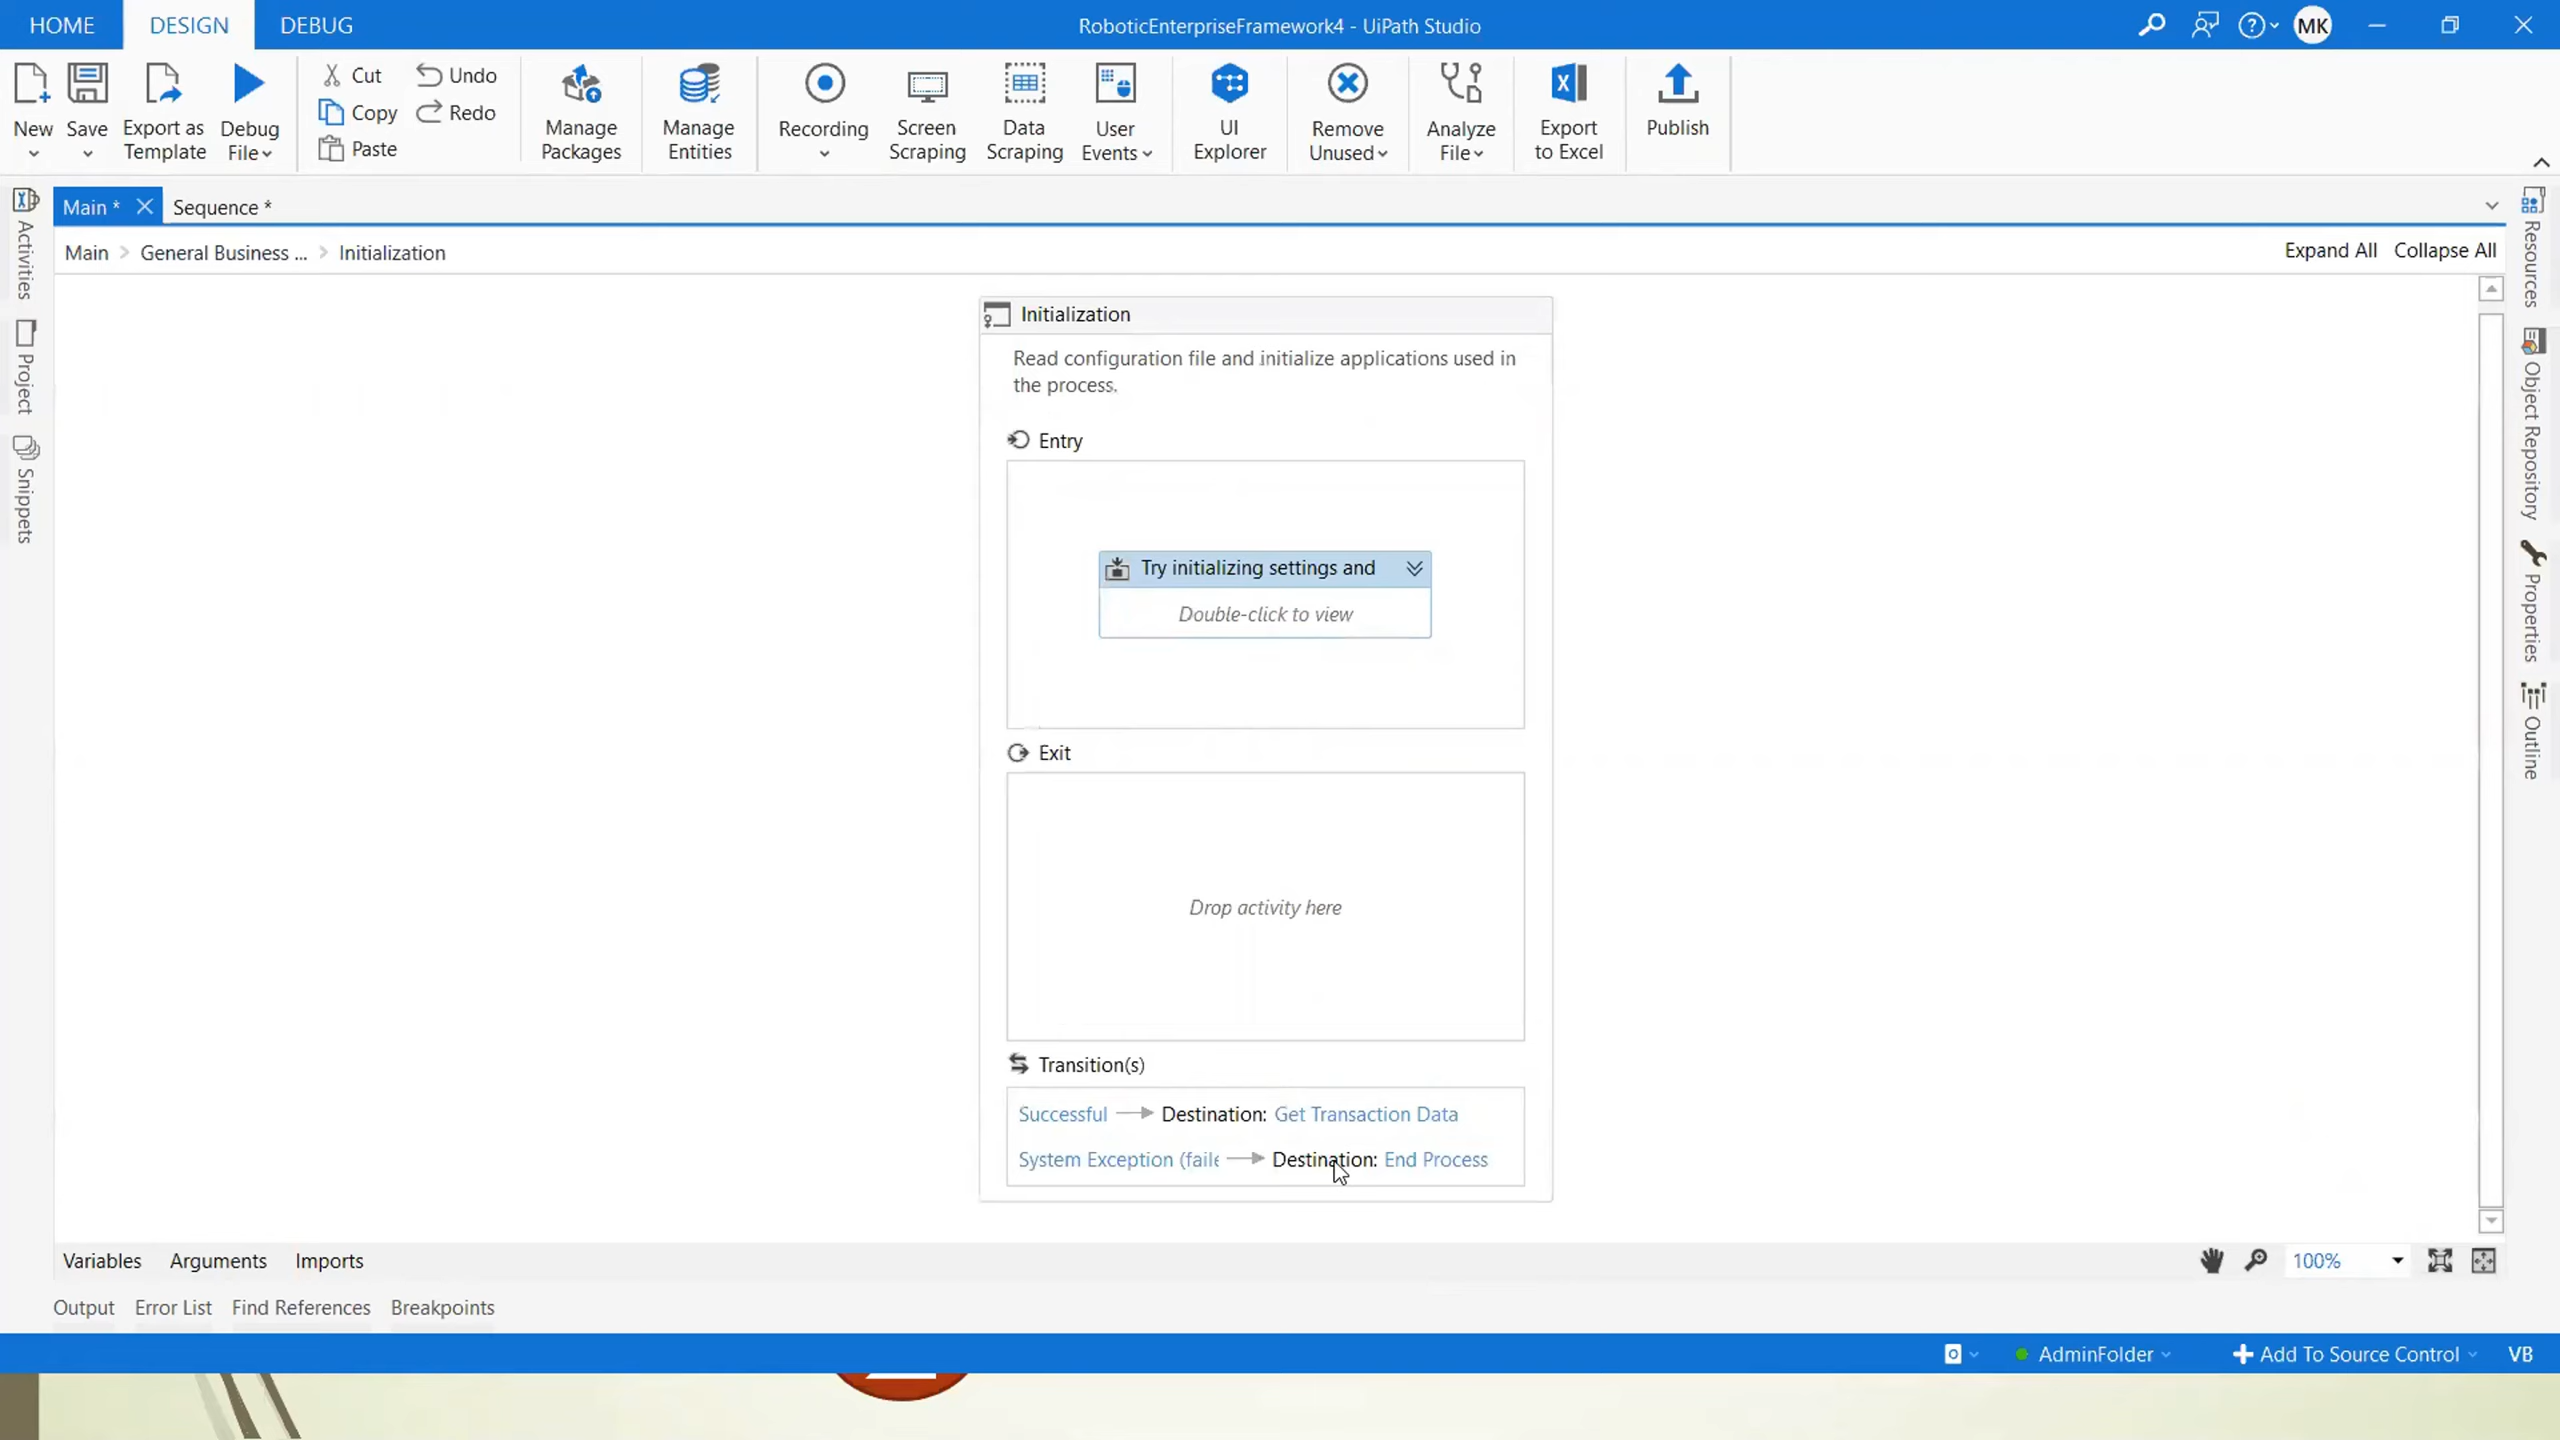 HOME DESIGN DEBUG RoboticEnterpriseFramework4 - UiPath Studio MK
New Save Export as Template Debug File
Cut Undo
Copy Redo
Paste
Manage Packages Manage Entities Recording Screen Scraping Data Scraping User Events UI Explorer Remove Unused Analyze File Export to Excel Publish
Main * Sequence *
Main > General Business ... > Initialization Expand All Collapse All
Activities
Project
Snippets
Initialization
Read configuration file and initialize applications used in
the process.
Entry
Try initializing settings and
Double-click to view
Exit
Drop activity here
Transition(s)
Successful Destination: Get Transaction Data
System Exception (faile Destination: End Process
Resources
Object Repository
Properties
Outline
Variables Arguments Imports 100%
Output Error List Find References Breakpoints
AdminFolder Add To Source Control VB